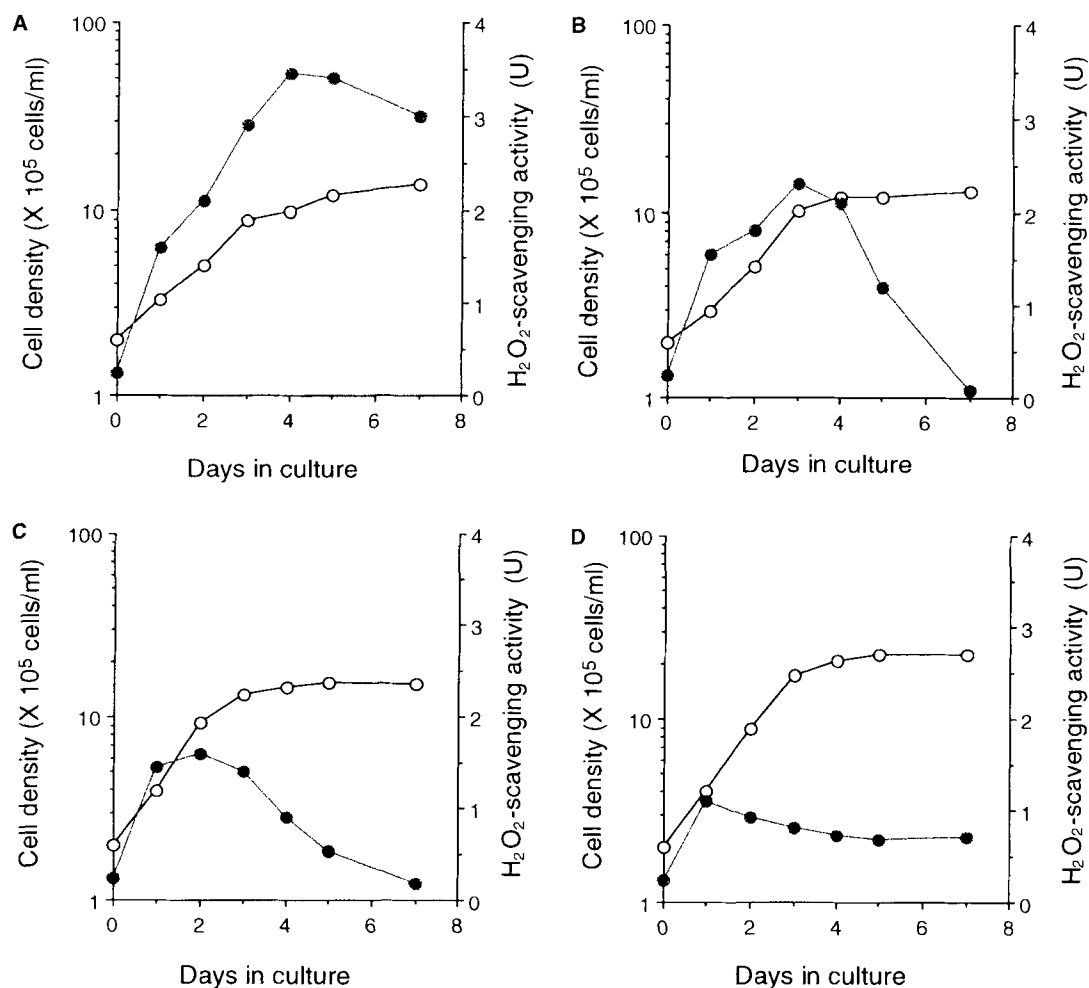 A
Cell density (X 10⁵ cells/ml)
100
10
1
4
3
2
1
0
H₂O₂-scavenging activity (U)
0 2 4 6 8
Days in culture
B
Cell density (X 10⁵ cells/ml)
100
10
1
4
3
2
1
0
H₂O₂-scavenging activity (U)
0 2 4 6 8
Days in culture
C
Cell density (X 10⁵ cells/ml)
100
10
1
4
3
2
1
0
H₂O₂-scavenging activity (U)
0 2 4 6 8
Days in culture
D
Cell density (X 10⁵ cells/ml)
100
10
1
4
3
2
1
0
H₂O₂-scavenging activity (U)
0 2 4 6 8
Days in culture